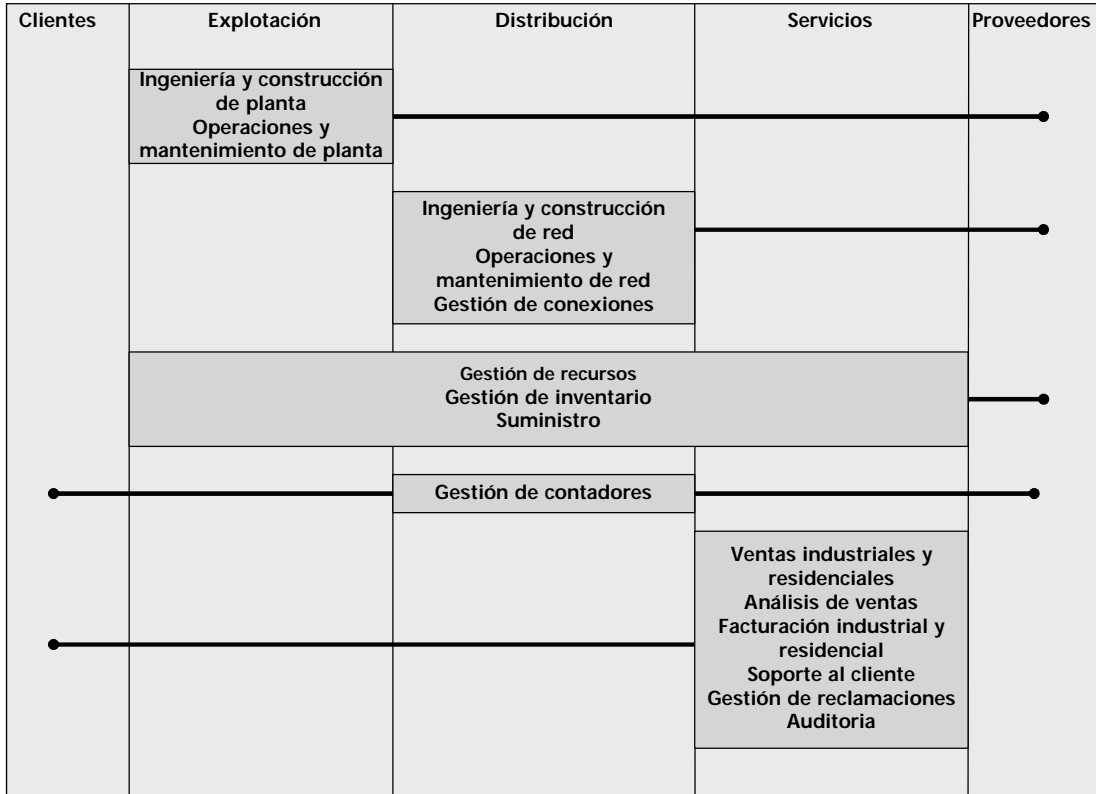 Clientes
Explotación
Distribución
Servicios
Proveedores
Ingeniería y construcción
de planta
Operaciones y
mantenimiento de planta
Ingeniería y construcción
de red
Operaciones y
mantenimiento de red
Gestión de conexiones
Gestión de recursos
Gestión de inventario
Suministro
Gestión de contadores
Ventas industriales y
residenciales
Análisis de ventas
Facturación industrial y
residencial
Soporte al cliente
Gestión de reclamaciones
Auditoria